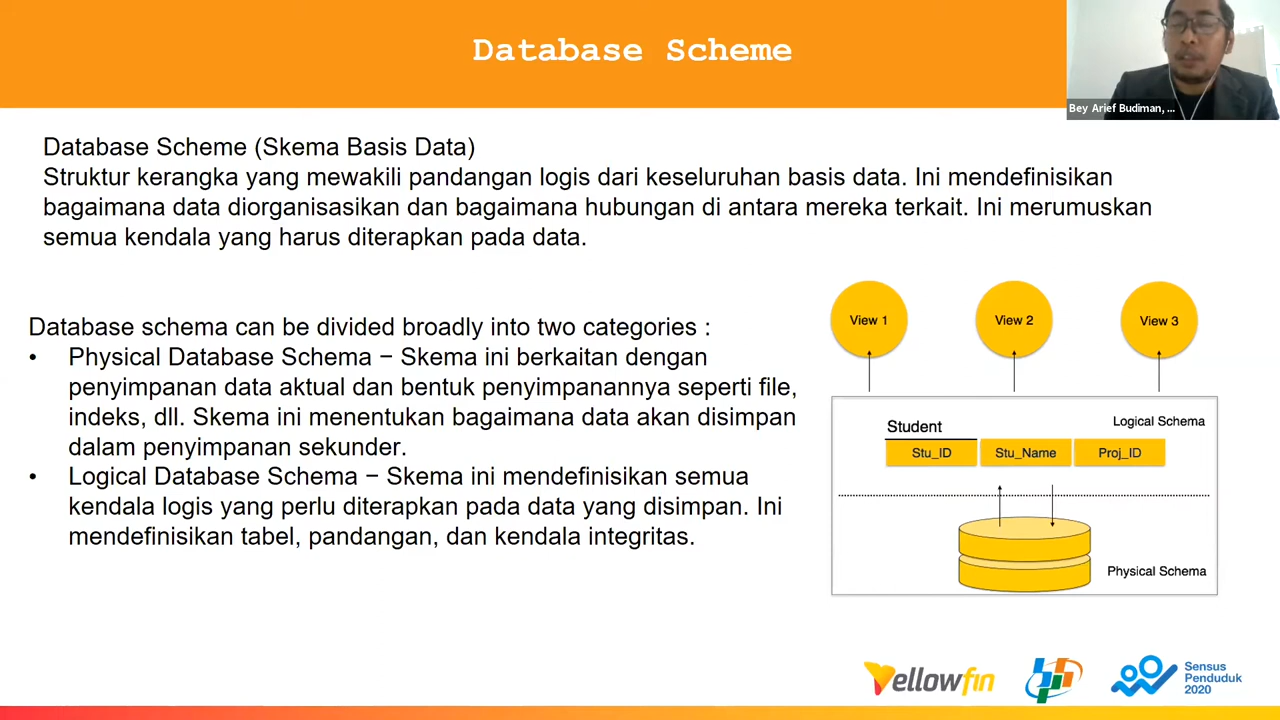 Database Scheme
Bey Arief Budiman, ...
Database Scheme (Skema Basis Data)
Struktur kerangka yang mewakili pandangan logis dari keseluruhan basis data. Ini mendefinisikan
bagaimana data diorganisasikan dan bagaimana hubungan di antara mereka terkait. Ini merumuskan
semua kendala yang harus diterapkan pada data.
Database schema can be divided broadly into two categories :
• Physical Database Schema − Skema ini berkaitan dengan
penyimpanan data aktual dan bentuk penyimpanannya seperti file,
indeks, dll. Skema ini menentukan bagaimana data akan disimpan
dalam penyimpanan sekunder.
• Logical Database Schema − Skema ini mendefinisikan semua
kendala logis yang perlu diterapkan pada data yang disimpan. Ini
mendefinisikan tabel, pandangan, dan kendala integritas.
View 1
View 2
View 3
Logical Schema
Student
Stu_ID
Stu_Name
Proj_ID
Physical Schema
Yellowfin
Sensus
Penduduk
2020